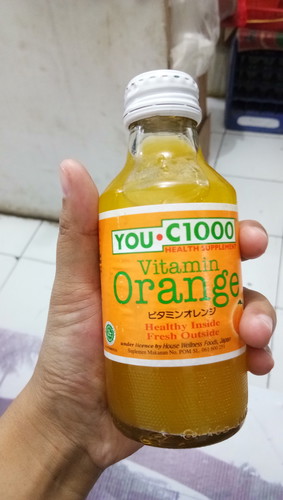 YOU•C1000
HEALTH SUPPLEMENT
Vitamin
Orange
ビタミンオレンジ
Healthy Inside
Fresh Outside
under licence by House Wellness Foods, Japan